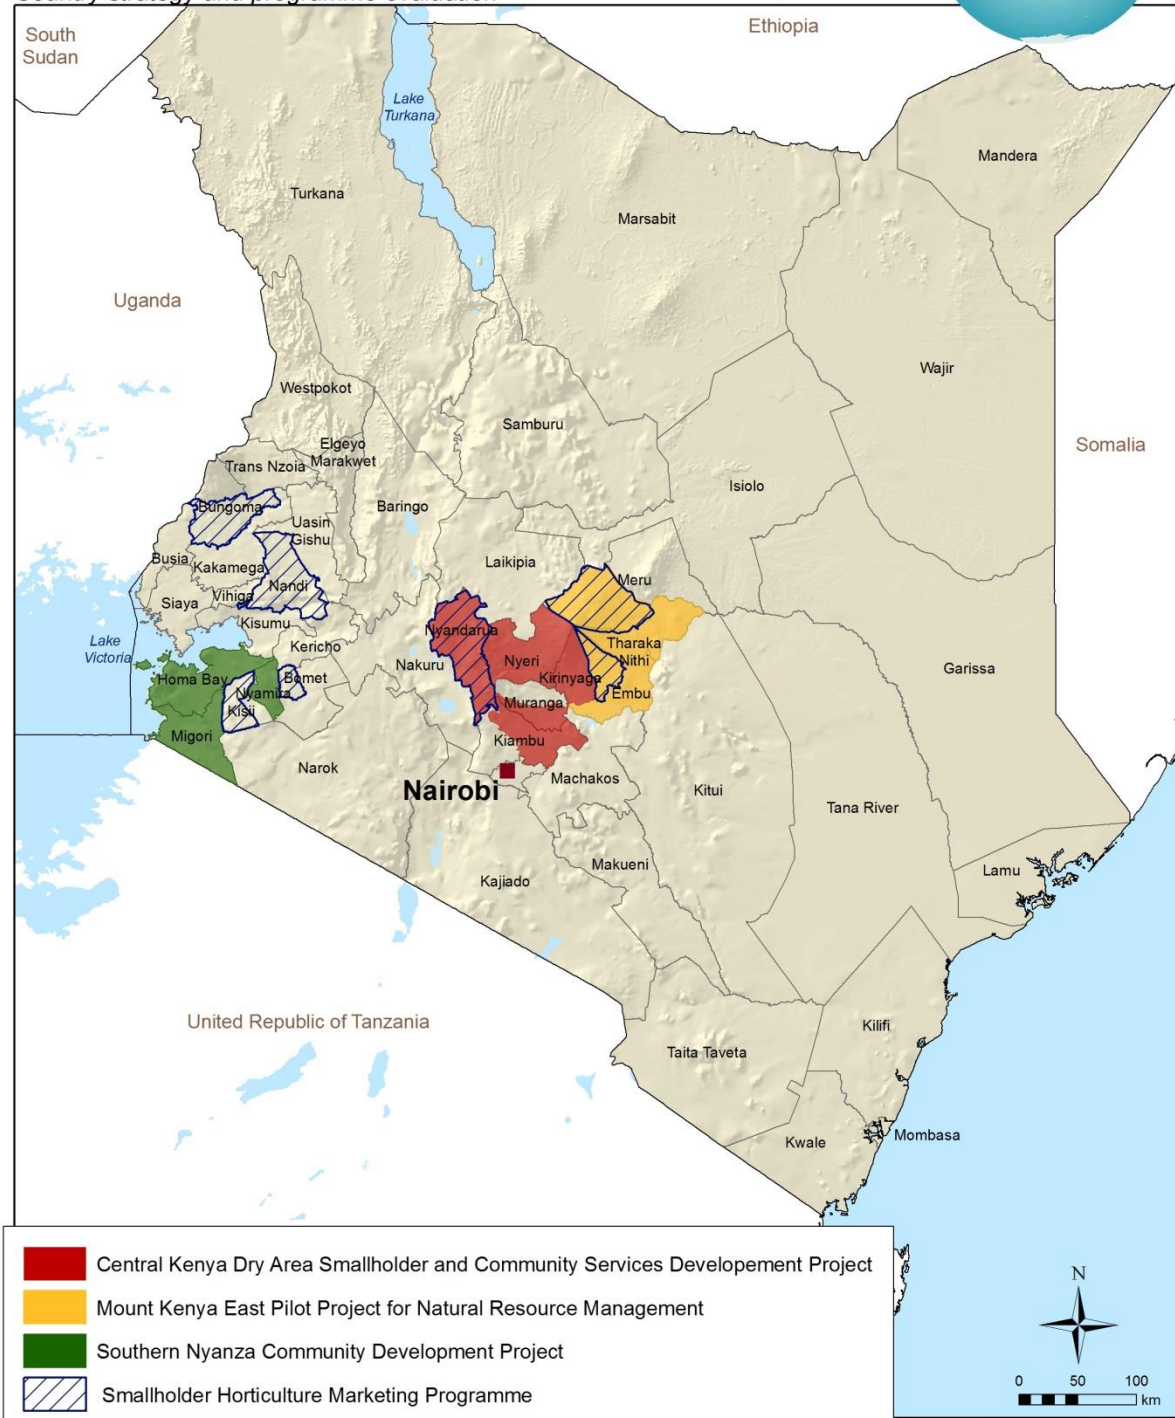 Country strategy and programme evaluation
South
Sudan
Ethiopia
Lake
Turkana
Mandera
Turkana
Marsabit
Uganda
Wajir
Westpokot
Samburu
Elgeyo
Marakwet
Somalia
Trans Nzoia
Isiolo
Baringo
Bungoma
Uasin
Gishu
Laikipia
Busia
Kakamega
Meru
Nandi
Vihiga
Siaya
Kisumu
Nyandarua
Tharaka
Nithi
Lake
Victoria
Kericho
Nakuru
Nyeri
Garissa
Homa Bay
Bomet
Kirinyaga
Nyamira
Embu
Muranga
Kisii
Migori
Kiambu
Narok
Machakos
Nairobi
Kitui
Tana River
Makueni
Lamu
Kajiado
United Republic of Tanzania
Kilifi
Taita Taveta
Mombasa
Kwale
Central Kenya Dry Area Smallholder and Community Services Developement Project
Mount Kenya East Pilot Project for Natural Resource Management
Southern Nyanza Community Development Project
Smallholder Horticulture Marketing Programme
N
0 50 100
km